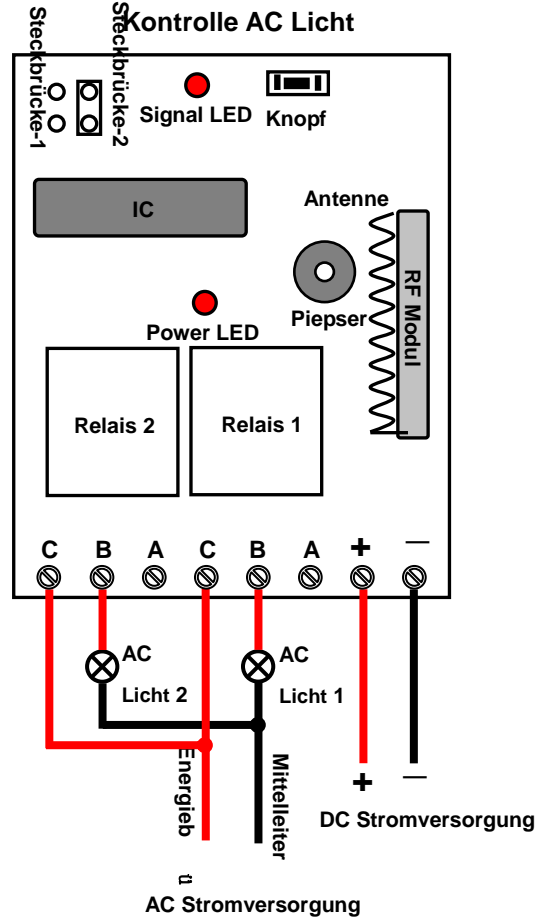 Kontrolle AC Licht
Steckbrücke-1
Steckbrücke-2
Signal LED
Knopf
IC
Antenne
RF Modul
Piepser
Power LED
Relais 2
Relais 1
C B A C B A + —
AC
Licht 2
AC
Licht 1
Energieb
ü
Mittelleiter
+ —
DC Stromversorgung
AC Stromversorgung